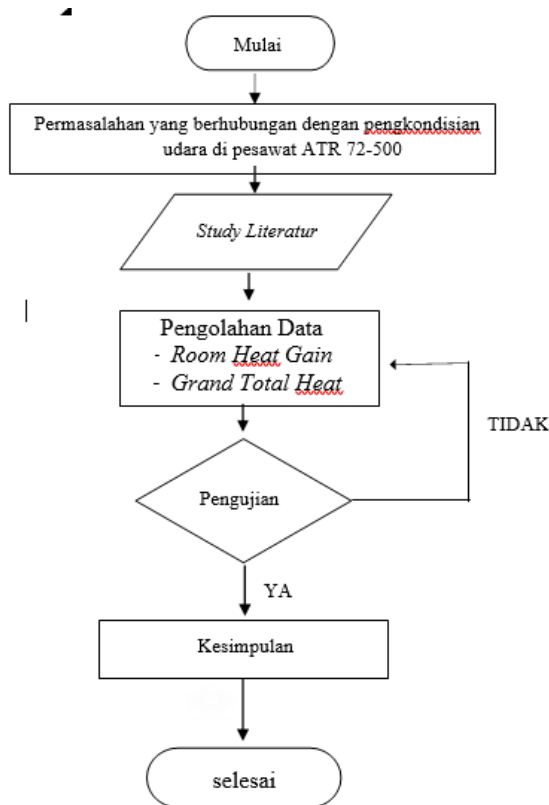 Mulai
Permasalahan yang berhubungan dengan pengkondisian
udara di pesawat ATR 72-500
Study Literatur
Pengolahan Data
- Room Heat Gain
- Grand Total Heat
TIDAK
Pengujian
YA
Kesimpulan
selesai